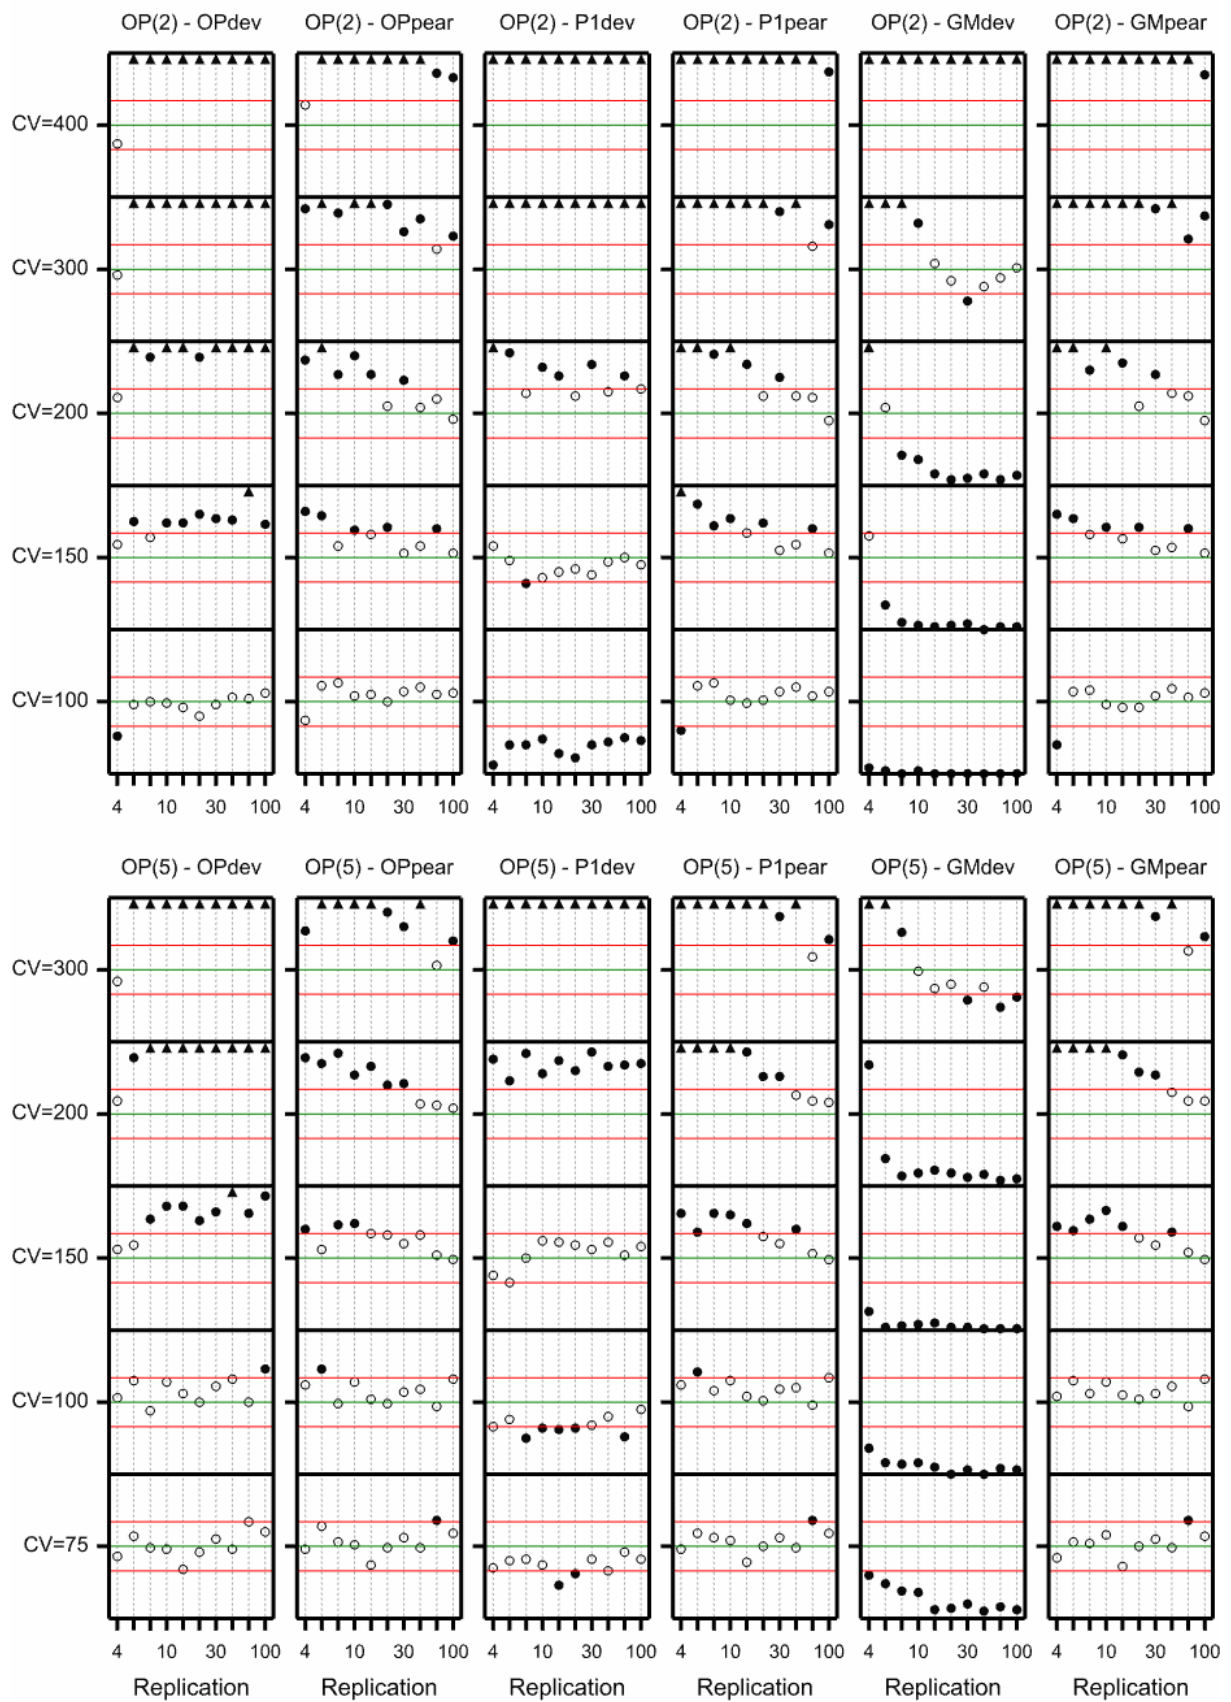 OP(2) - OPdev OP(2) - OPpear OP(2) - P1dev OP(2) - P1pear OP(2) - GMdev OP(2) - GMpear
CV=400
CV=300
CV=200
CV=150
CV=100
4 10 30 100 4 10 30 100 4 10 30 100 4 10 30 100 4 10 30 100 4 10 30 100
OP(5) - OPdev OP(5) - OPpear OP(5) - P1dev OP(5) - P1pear OP(5) - GMdev OP(5) - GMpear
CV=300
CV=200
CV=150
CV=100
CV=75
4 10 30 100 4 10 30 100 4 10 30 100 4 10 30 100 4 10 30 100 4 10 30 100
Replication Replication Replication Replication Replication Replication